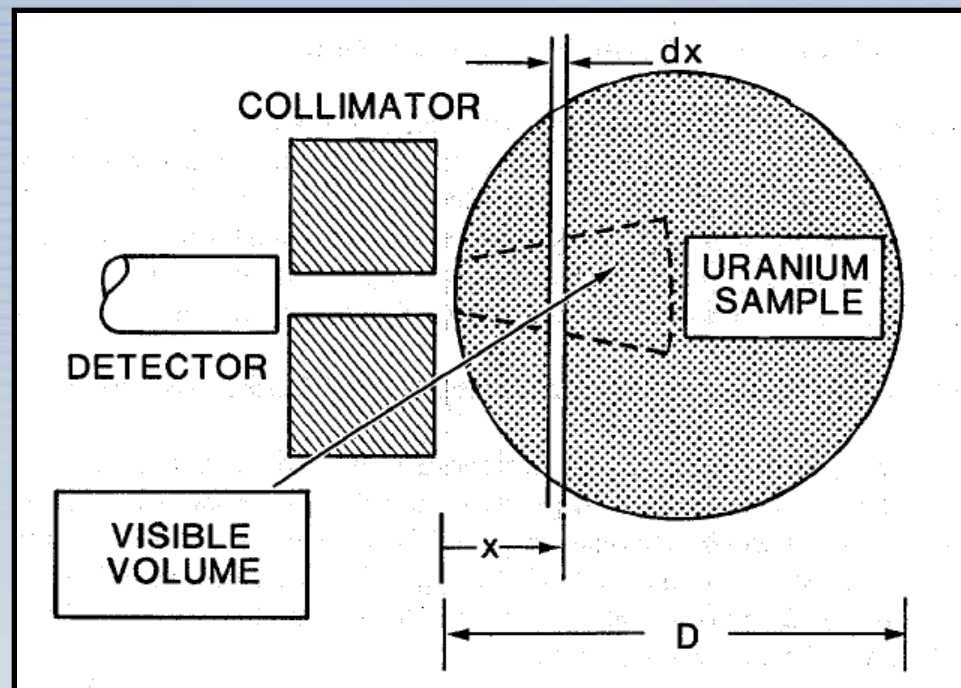 dx
COLLIMATOR
URANIUM
SAMPLE
DETECTOR
VISIBLE
VOLUME
x
D